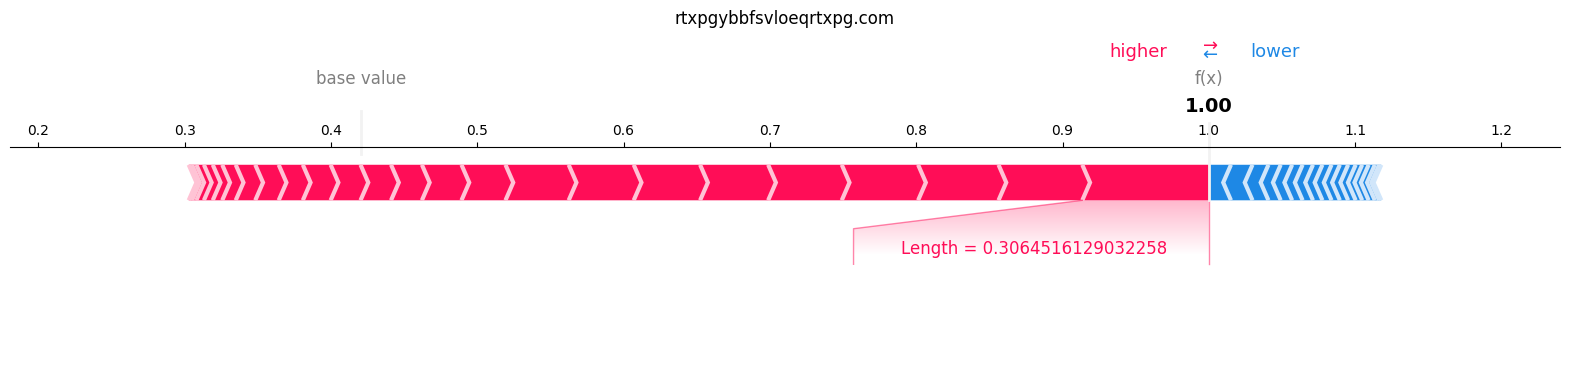 rtxpgybbfsvloeqrtxpg.com
higher ⇄ lower
base value f(x)
1.00
0.2 0.3 0.4 0.5 0.6 0.7 0.8 0.9 1.0 1.1 1.2
Length = 0.3064516129032258